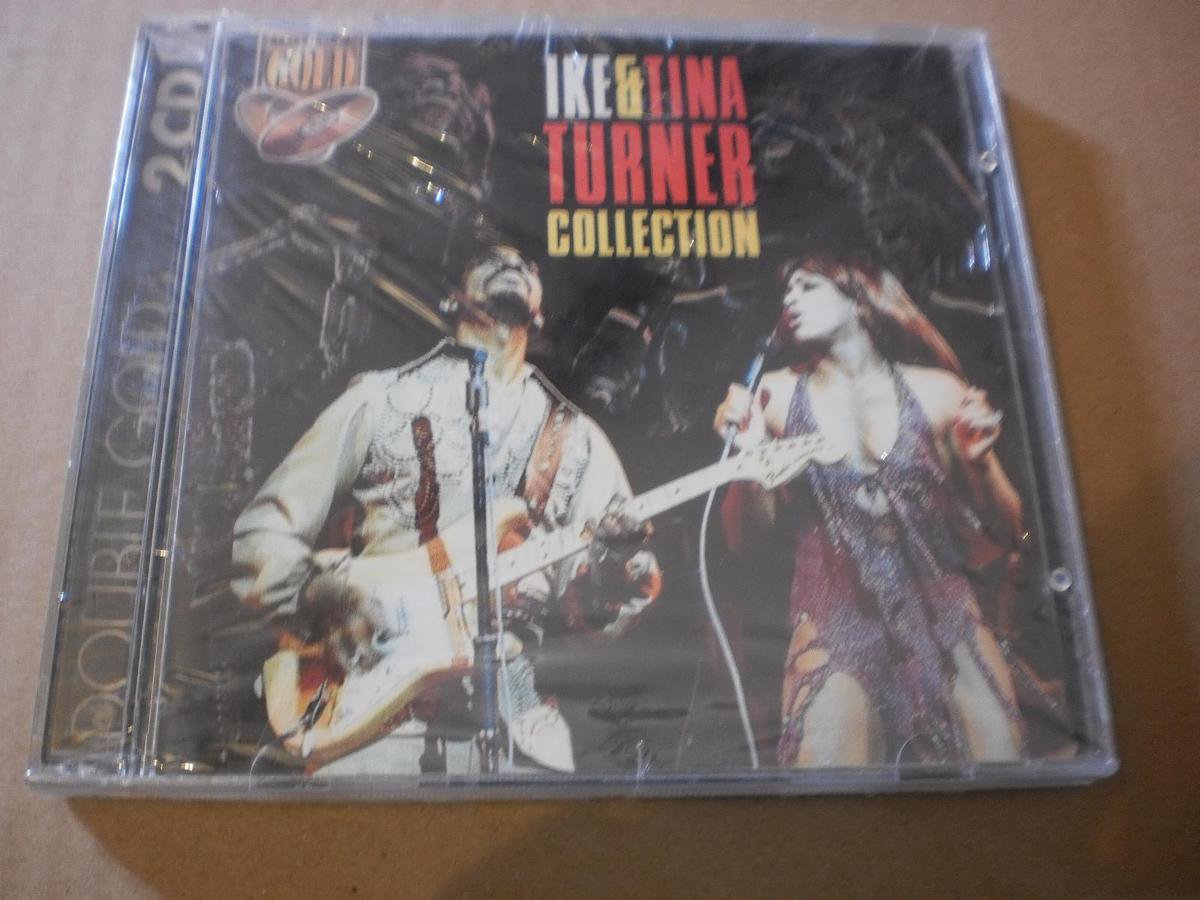 GOLD
IKE&TINA
TURNER
COLLECTION
DOUBLE GOLD 2CD